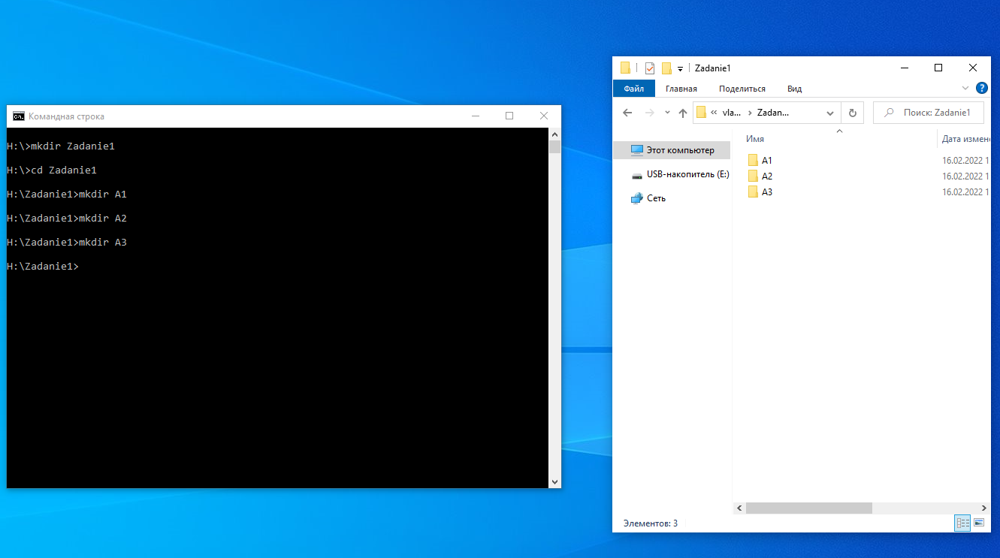 Командная строка
H:\>mkdir Zadanie1
H:\>cd Zadanie1
H:\Zadanie1>mkdir A1
H:\Zadanie1>mkdir A2
H:\Zadanie1>mkdir A3
H:\Zadanie1>
Zadanie1
Файл Главная Поделиться Вид
« vla... › Zadan... Поиск: Zadanie1
Этот компьютер
USB-накопитель (E:)
Сеть
Имя Дата измен
A1 16.02.2022 1
A2 16.02.2022 1
A3 16.02.2022 1
Элементов: 3